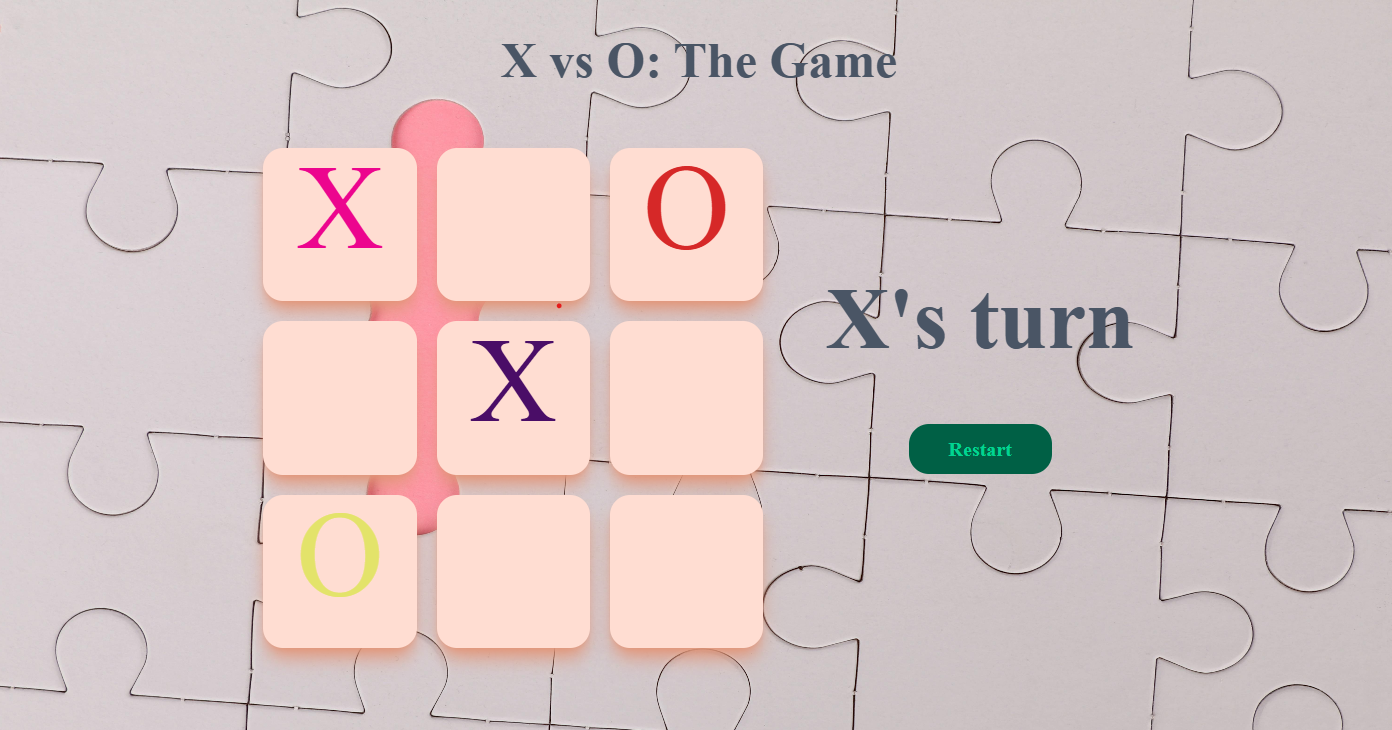 X vs O: The Game
X O
X's turn
X
Restart
O